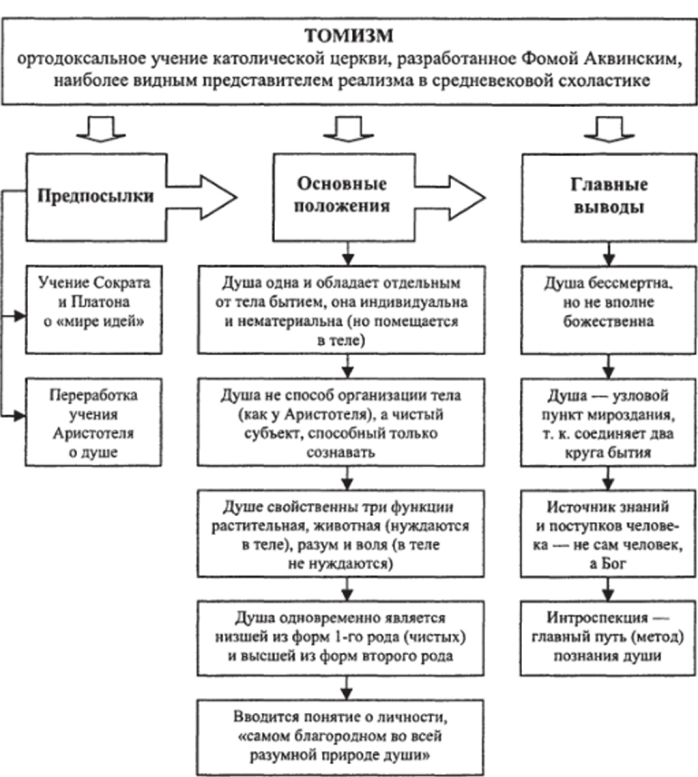 ТОМИЗМ
ортодоксальное учение католической церкви, разработанное Фомой Аквинским,
наиболее видным представителем реализма в средневековой схоластике
Предпосылки
Учение Сократа
и Платона
о «мире идей»
Переработка
учения
Аристотеля
о душе
Основные
положения
Душа одна и обладает отдельным
от тела бытием, она индивидуальна
и нематериальна (но помещается
в теле)
Душа не способ организации тела
(как у Аристотеля), а чистый
субъект, способный только
сознавать
Душе свойственны три функции
растительная, животная (нуждаются
в теле), разум и воля (в теле
не нуждаются)
Душа одновременно является
низшей из форм 1-го рода (чистых)
и высшей из форм второго рода
Вводится понятие о личности,
«самом благородном во всей
разумной природе души»
Главные
выводы
Душа бессмертна,
но не вполне
божественна
Душа — узловой
пункт мироздания,
т. к. соединяет два
круга бытия
Источник знаний
и поступков челове-
ка — не сам человек,
а Бог
Интроспекция —
главный путь (метод)
познания души